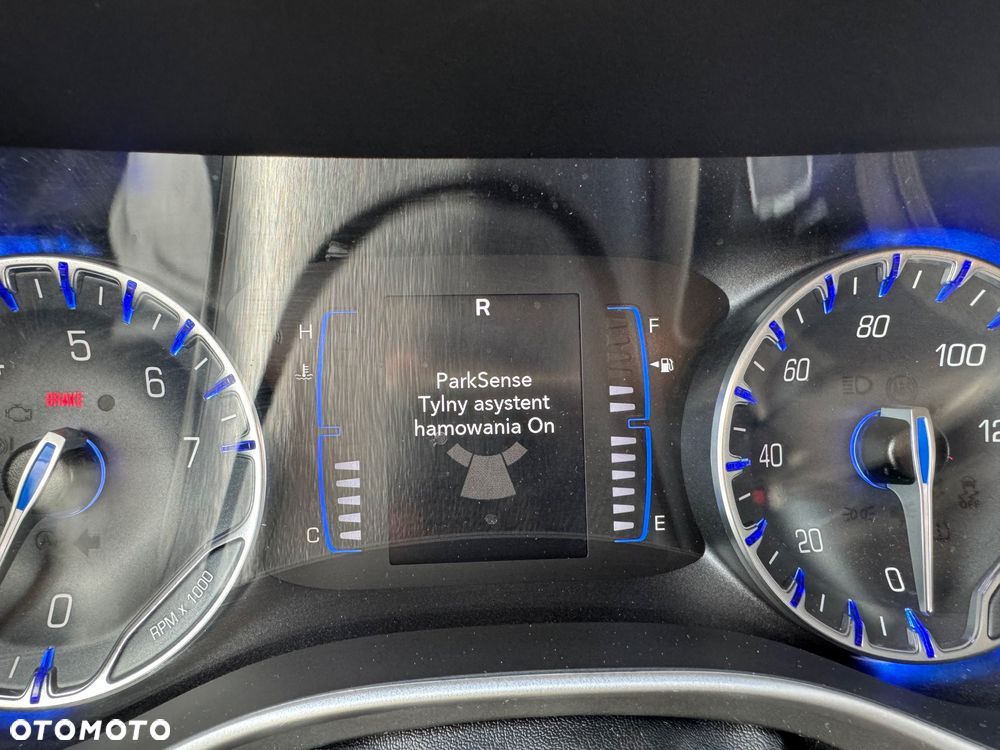 R
H
F
ParkSense
Tylny asystent
hamowania On
C
E
5
6
7
BRAKE
0
RPM x 1000
80
60
100
40
20
0
OFF
OTOMOTO